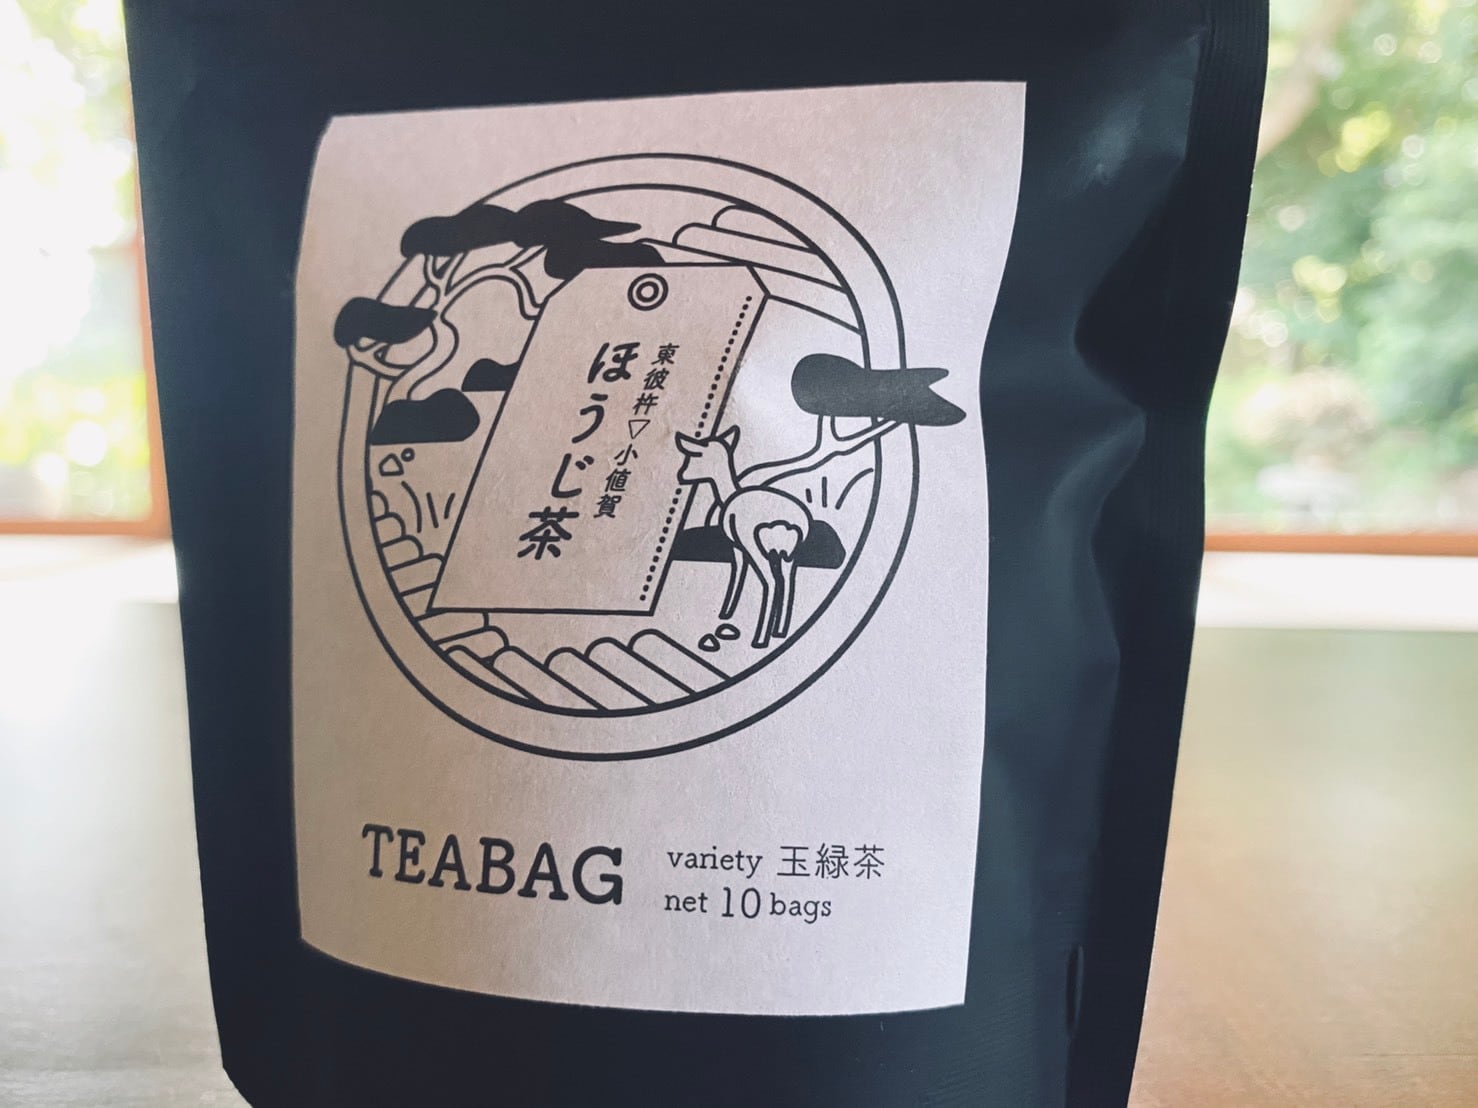 東彼杵▽小値賀
ほうじ茶
TEABAG
variety 玉緑茶
net 10 bags